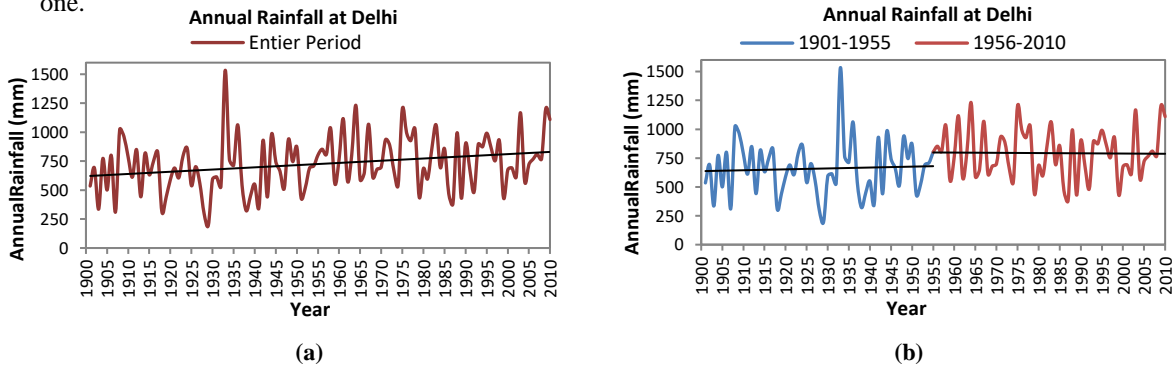 one.
Annual Rainfall at Delhi
Entier Period
AnnualRainfall (mm)
1500
1250
1000
750
500
250
0
1900 1905 1910 1915 1920 1925 1930 1935 1940 1945 1950 1955 1960 1965 1970 1975 1980 1985 1990 1995 2000 2005 2010
Year
(a)
Annual Rainfall at Delhi
1901-1955 1956-2010
AnnualRainfall (mm)
1500
1250
1000
750
500
250
0
1900 1905 1910 1915 1920 1925 1930 1935 1940 1945 1950 1955 1960 1965 1970 1975 1980 1985 1990 1995 2000 2005 2010
Year
(b)